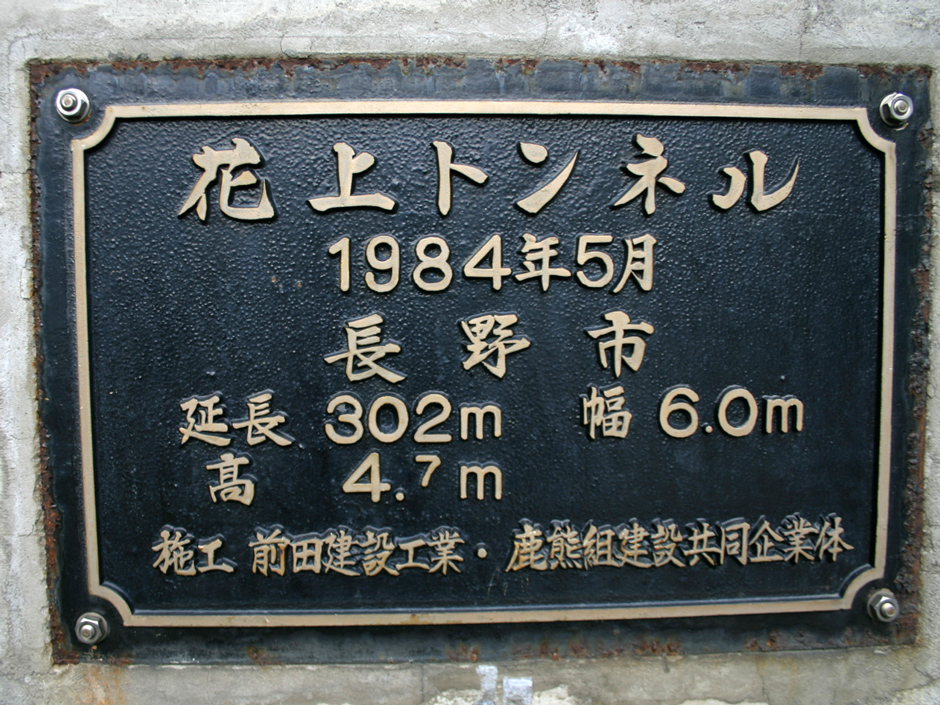 花上トンネル
1984年5月
長野市
延長 302m 幅 6.0m
高 4.7m
施工 前田建設工業・鹿熊組建設共同企業体